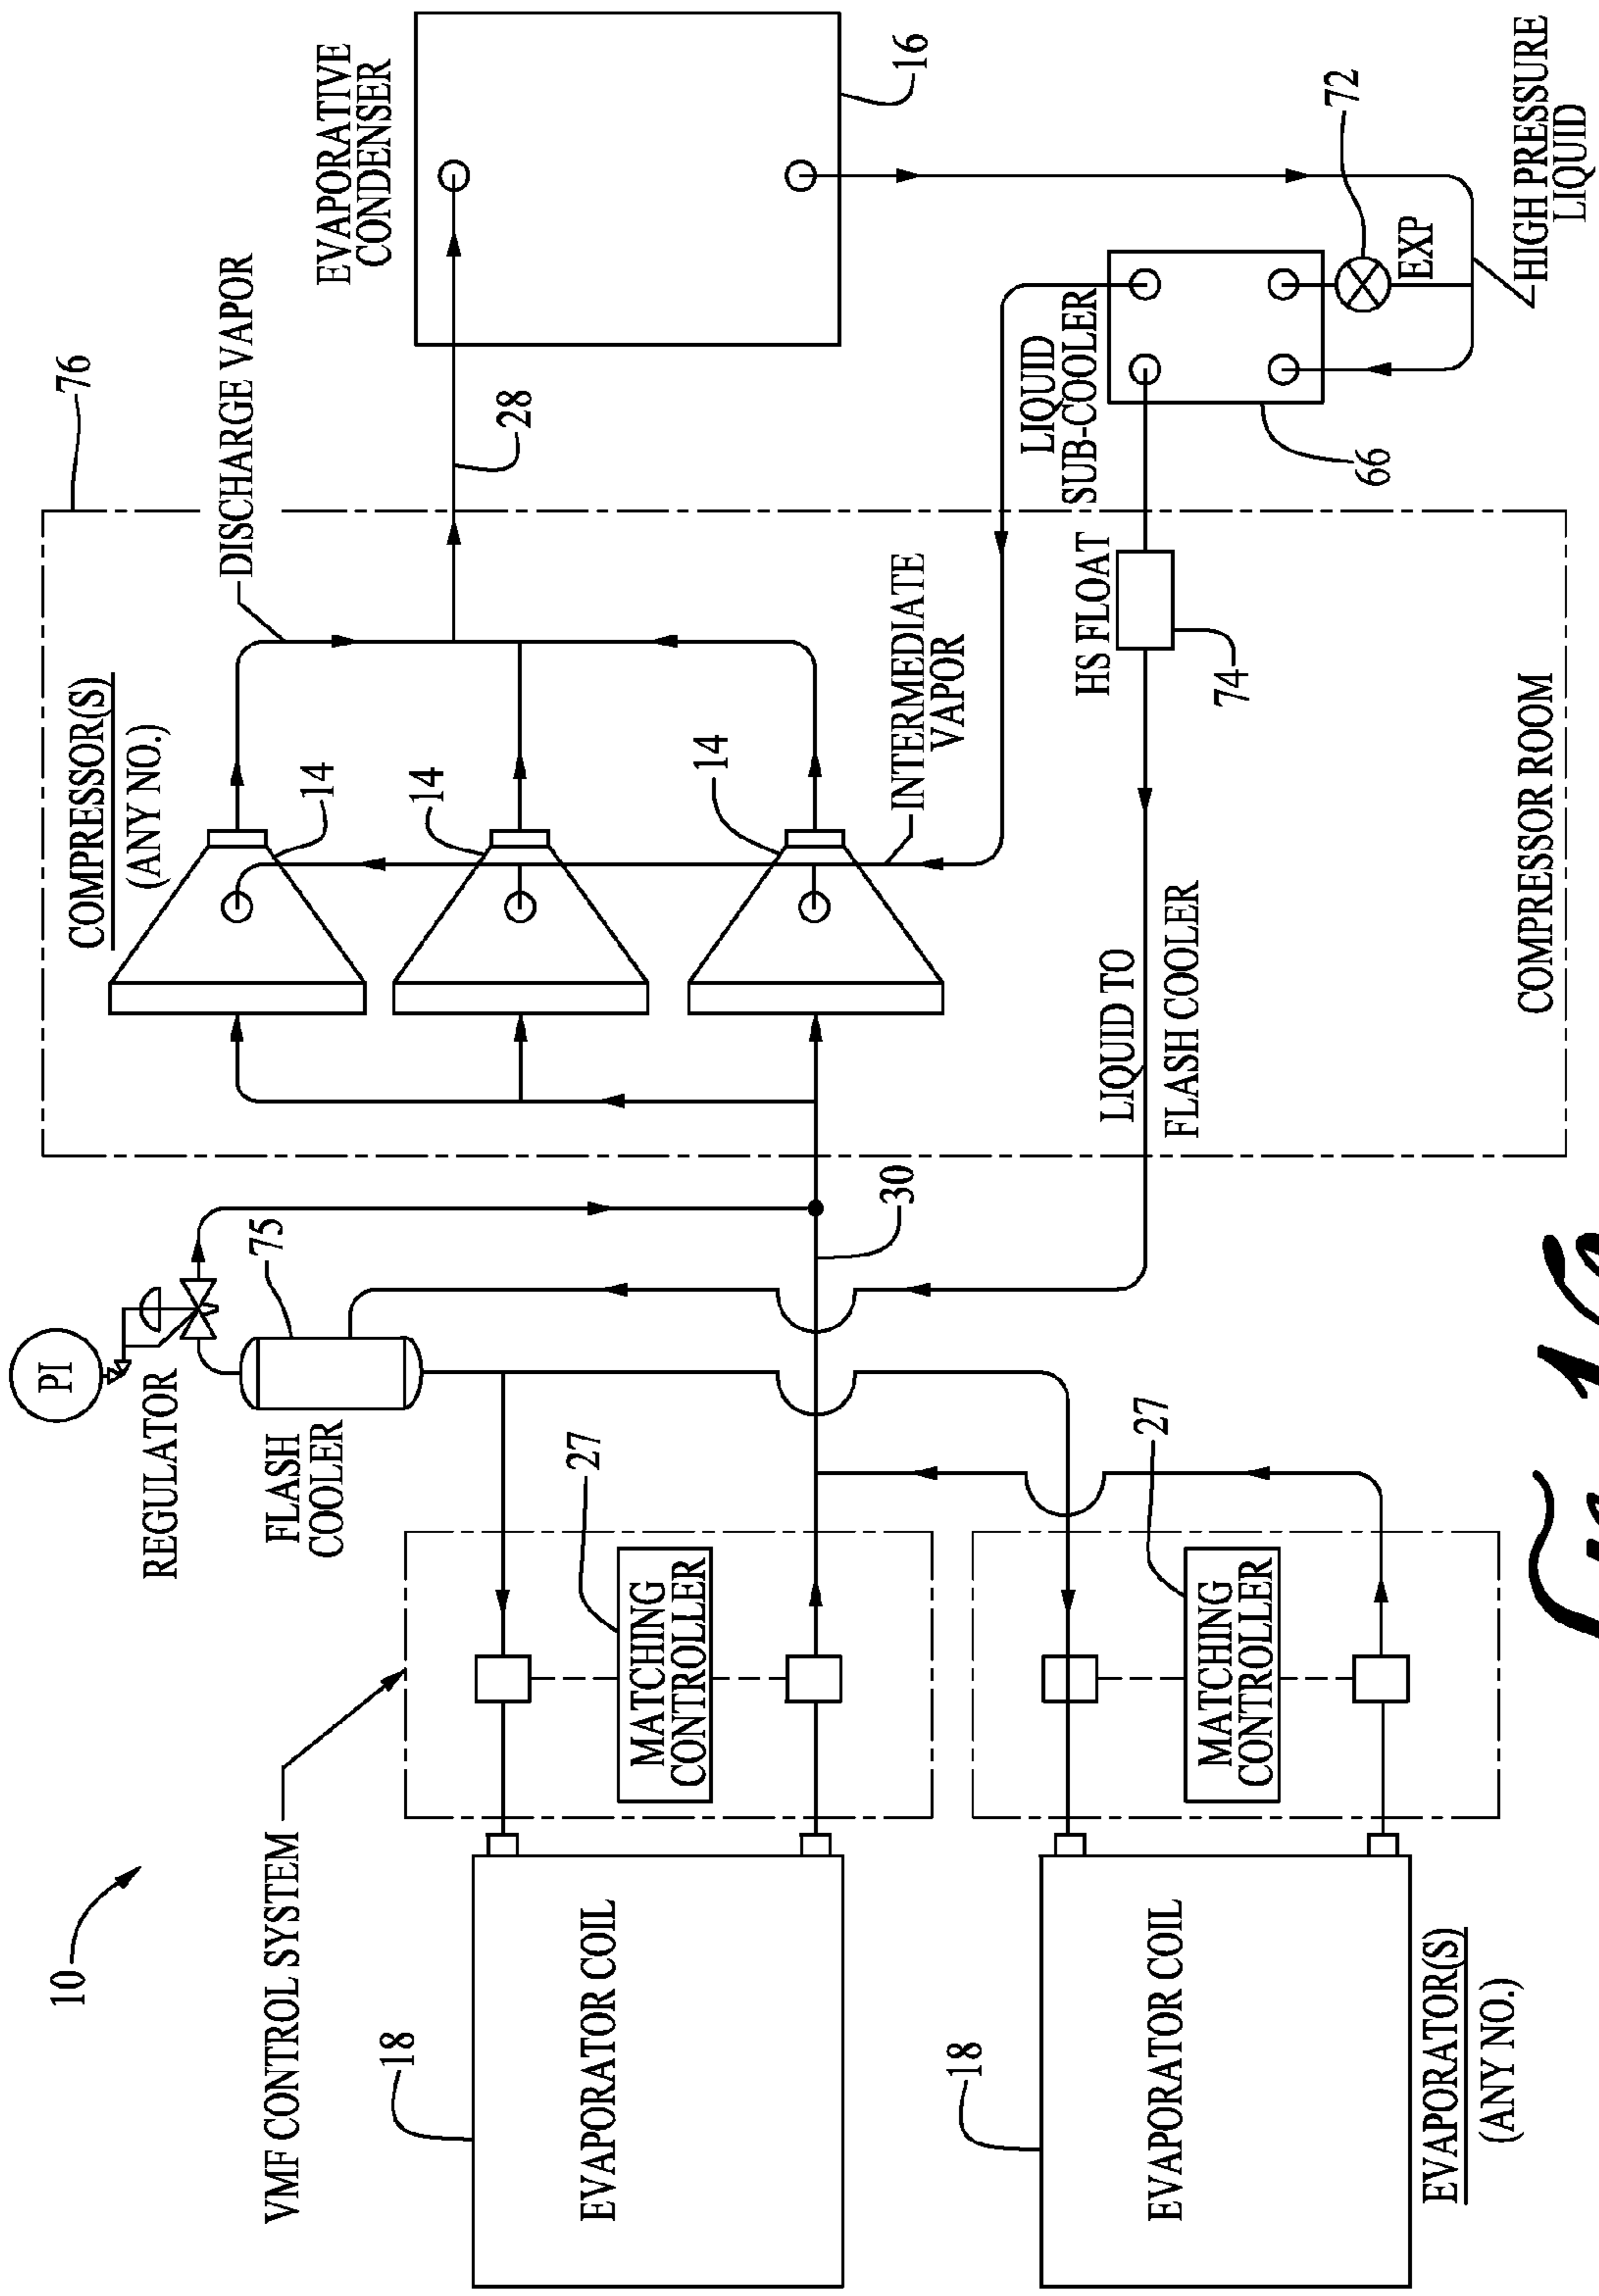 10
VMF CONTROL SYSTEM
18
EVAPORATOR COIL
18
EVAPORATOR COIL
EVAPORATOR(S)
(ANY NO.)
27
MATCHING
CONTROLLER
27
MATCHING
CONTROLLER
PI
REGULATOR
FLASH
COOLER
75
30
76
COMPRESSOR(S)
(ANY NO.)
14
14
14
DISCHARGE VAPOR
INTERMEDIATE
VAPOR
28
LIQUID TO
FLASH COOLER
HS FLOAT
74
COMPRESSOR ROOM
EVAPORATIVE
CONDENSER
16
LIQUID
SUB-COOLER
66
72
EXP
HIGH PRESSURE
LIQUID